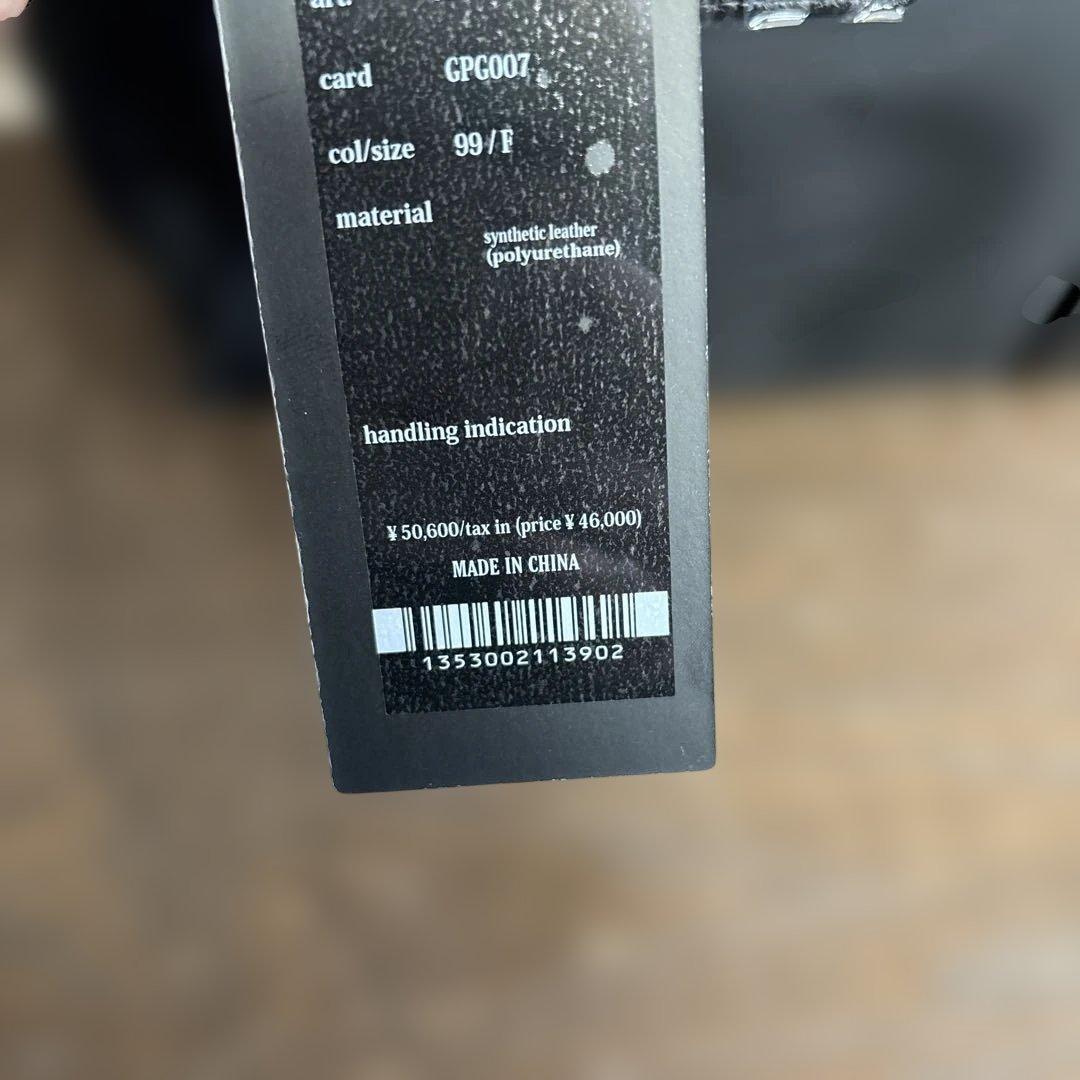 art.
card GPG007
col/size 99/F
material
synthetic leather
(polyurethane)
handling indication
¥50,600/tax in (price ¥46,000)
MADE IN CHINA
1353002113902